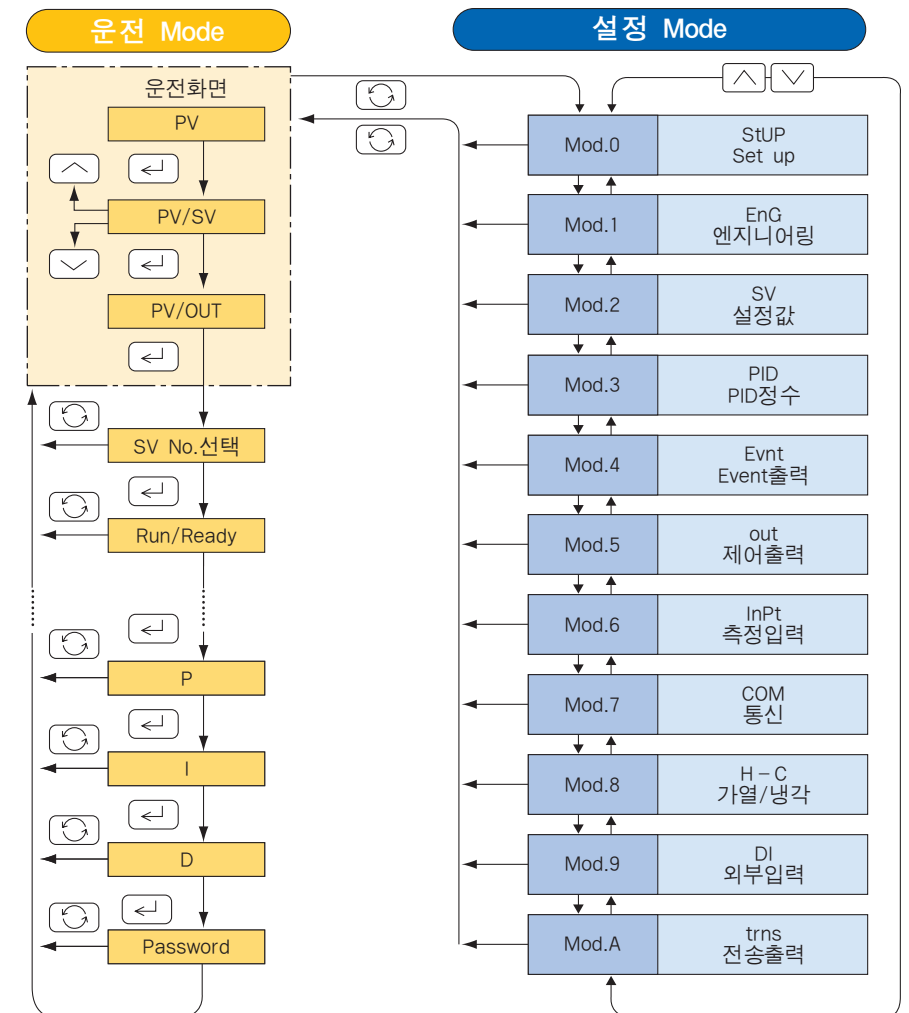 운전 Mode
운전화면
PV
PV/SV
PV/OUT
SV No.선택
Run/Ready
P
I
D
Password
설정 Mode
Mod.0
StUP
Set up
Mod.1
EnG
엔지니어링
Mod.2
SV
설정값
Mod.3
PID
PID정수
Mod.4
Evnt
Event출력
Mod.5
out
제어출력
Mod.6
InPt
측정입력
Mod.7
COM
통신
Mod.8
H – C
가열/냉각
Mod.9
DI
외부입력
Mod.A
trns
전송출력